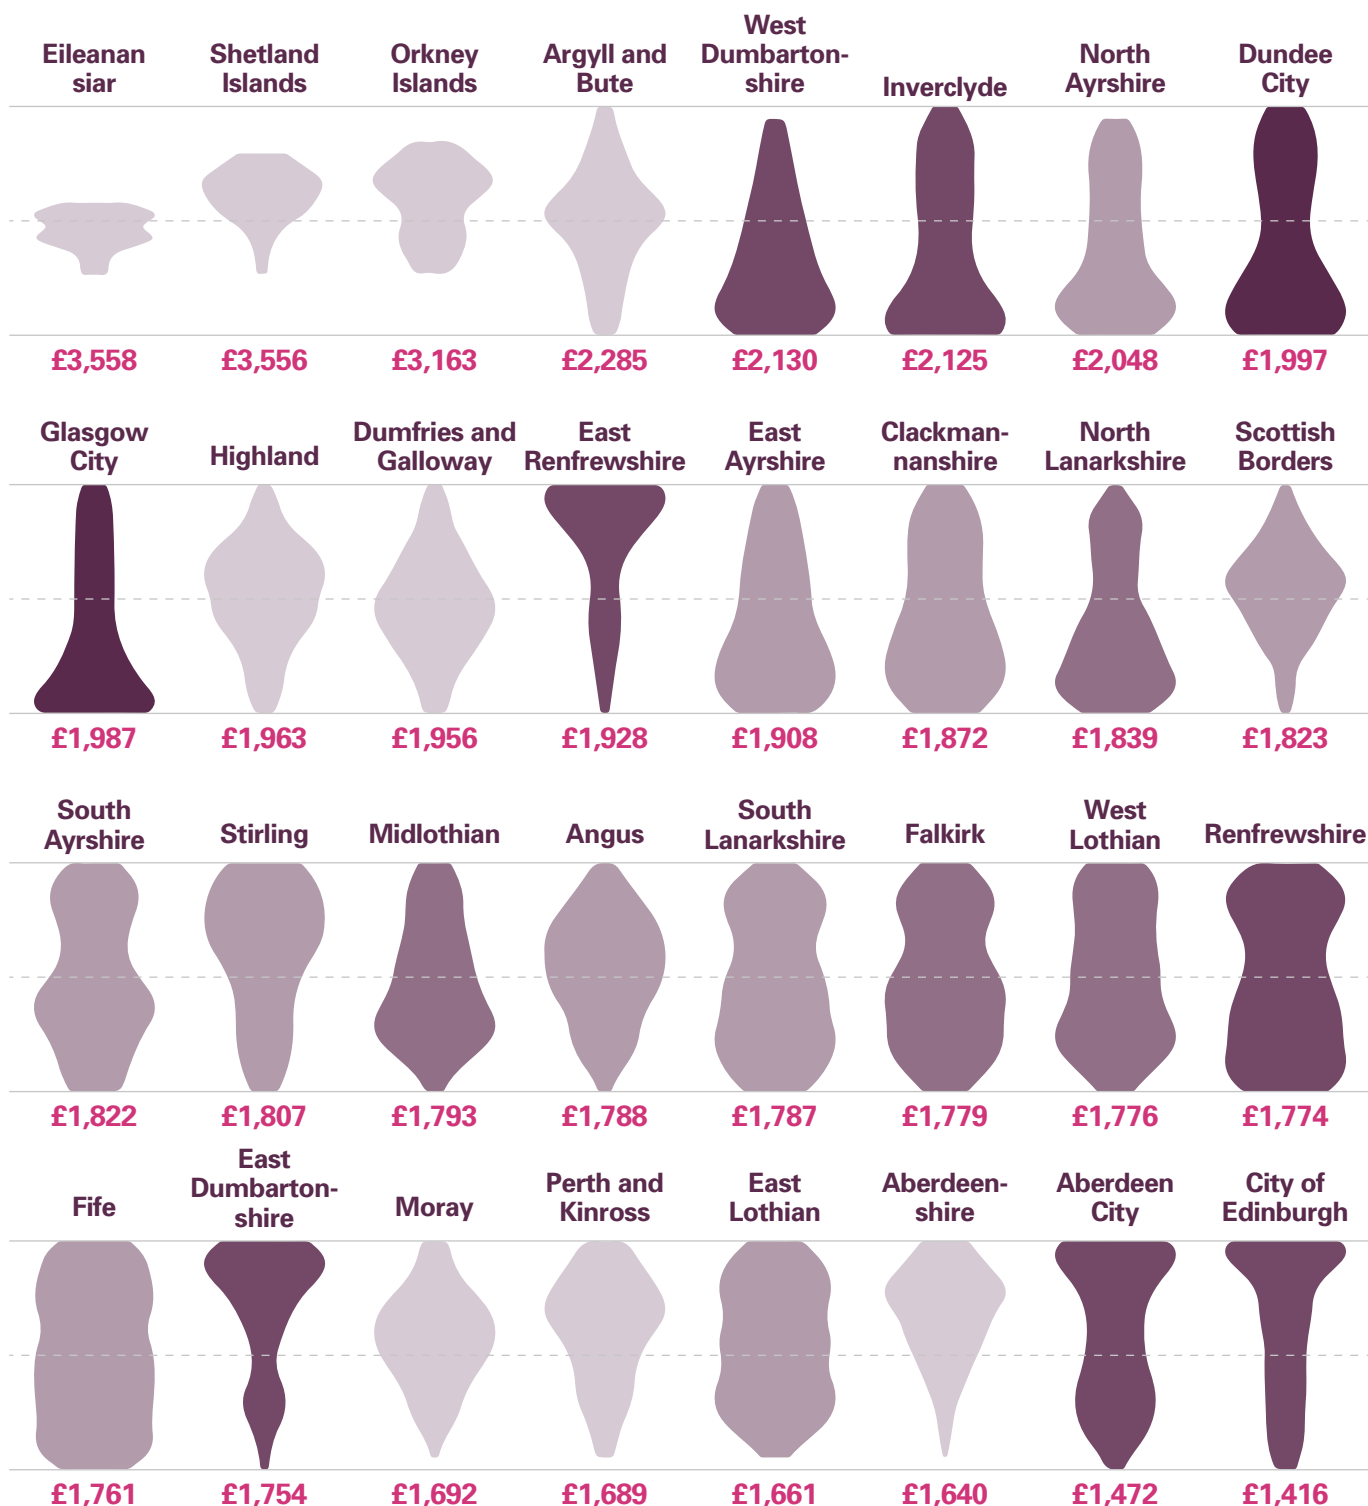 Eileanan
siar
Shetland
Islands
Orkney
Islands
Argyll and
Bute
West
Dumbarton-
shire
Inverclyde
North
Ayrshire
Dundee
City
£3,558
£3,556
£3,163
£2,285
£2,130
£2,125
£2,048
£1,997
Glasgow
City
Highland
Dumfries and
Galloway
East
Renfrewshire
East
Ayrshire
Clackman-
nanshire
North
Lanarkshire
Scottish
Borders
£1,987
£1,963
£1,956
£1,928
£1,908
£1,872
£1,839
£1,823
South
Ayrshire
Stirling
Midlothian
Angus
South
Lanarkshire
Falkirk
West
Lothian
Renfrewshire
£1,822
£1,807
£1,793
£1,788
£1,787
£1,779
£1,776
£1,774
Fife
East
Dumbarton-
shire
Moray
Perth and
Kinross
East
Lothian
Aberdeen-
shire
Aberdeen
City
City of
Edinburgh
£1,761
£1,754
£1,692
£1,689
£1,661
£1,640
£1,472
£1,416